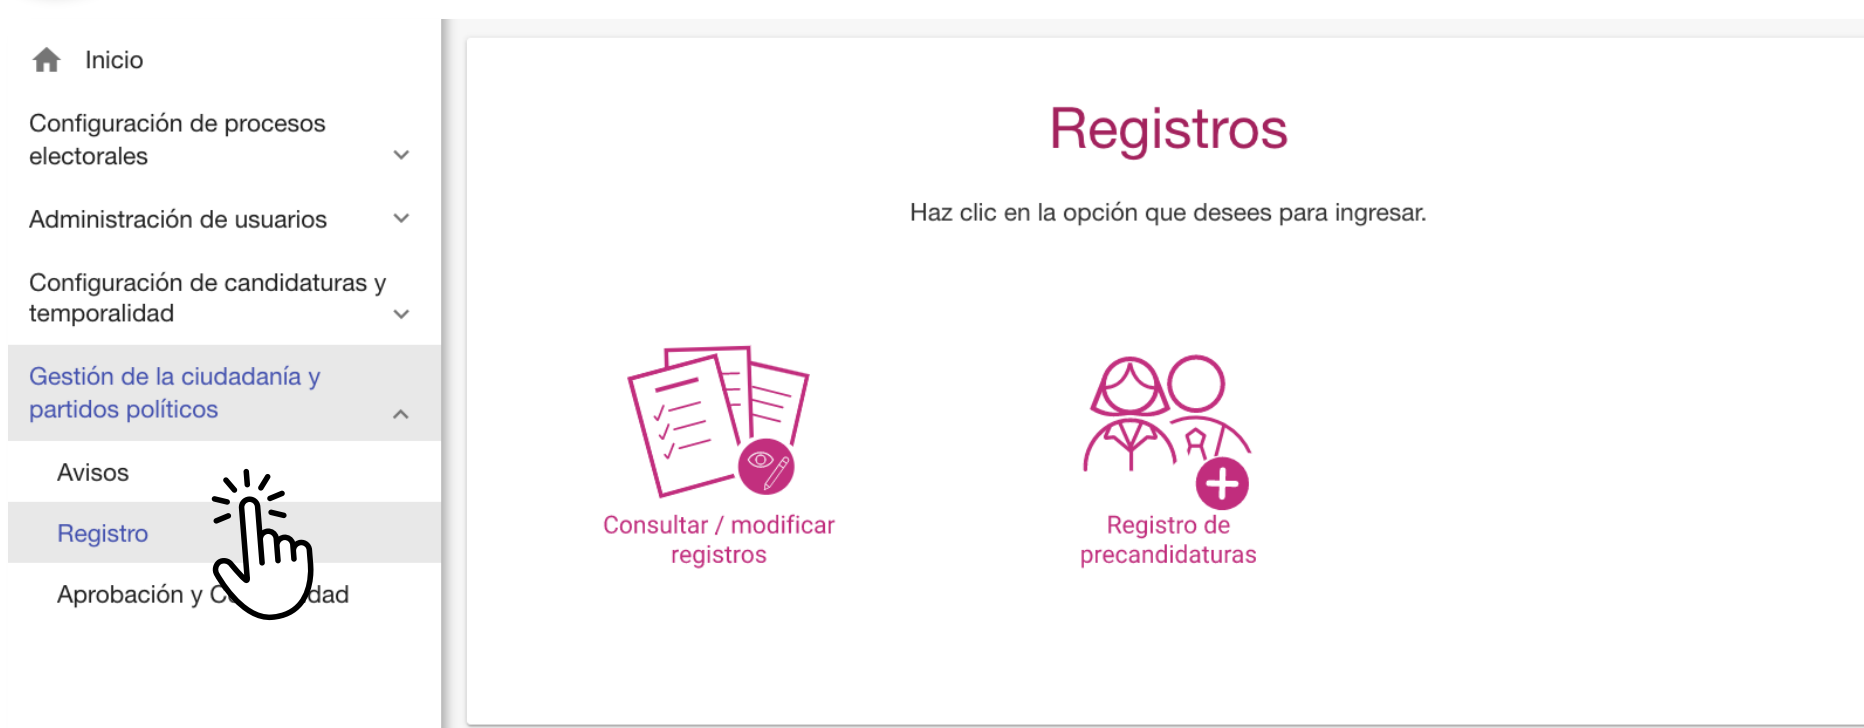 Inicio
Configuración de procesos
electorales
Administración de usuarios
Configuración de candidaturas y
temporalidad
Gestión de la ciudadanía y
partidos políticos
Avisos
Registro
Aprobación y
Registros
Haz clic en la opción que desees para ingresar.
Consultar / modificar
registros
Registro de
precandidaturas